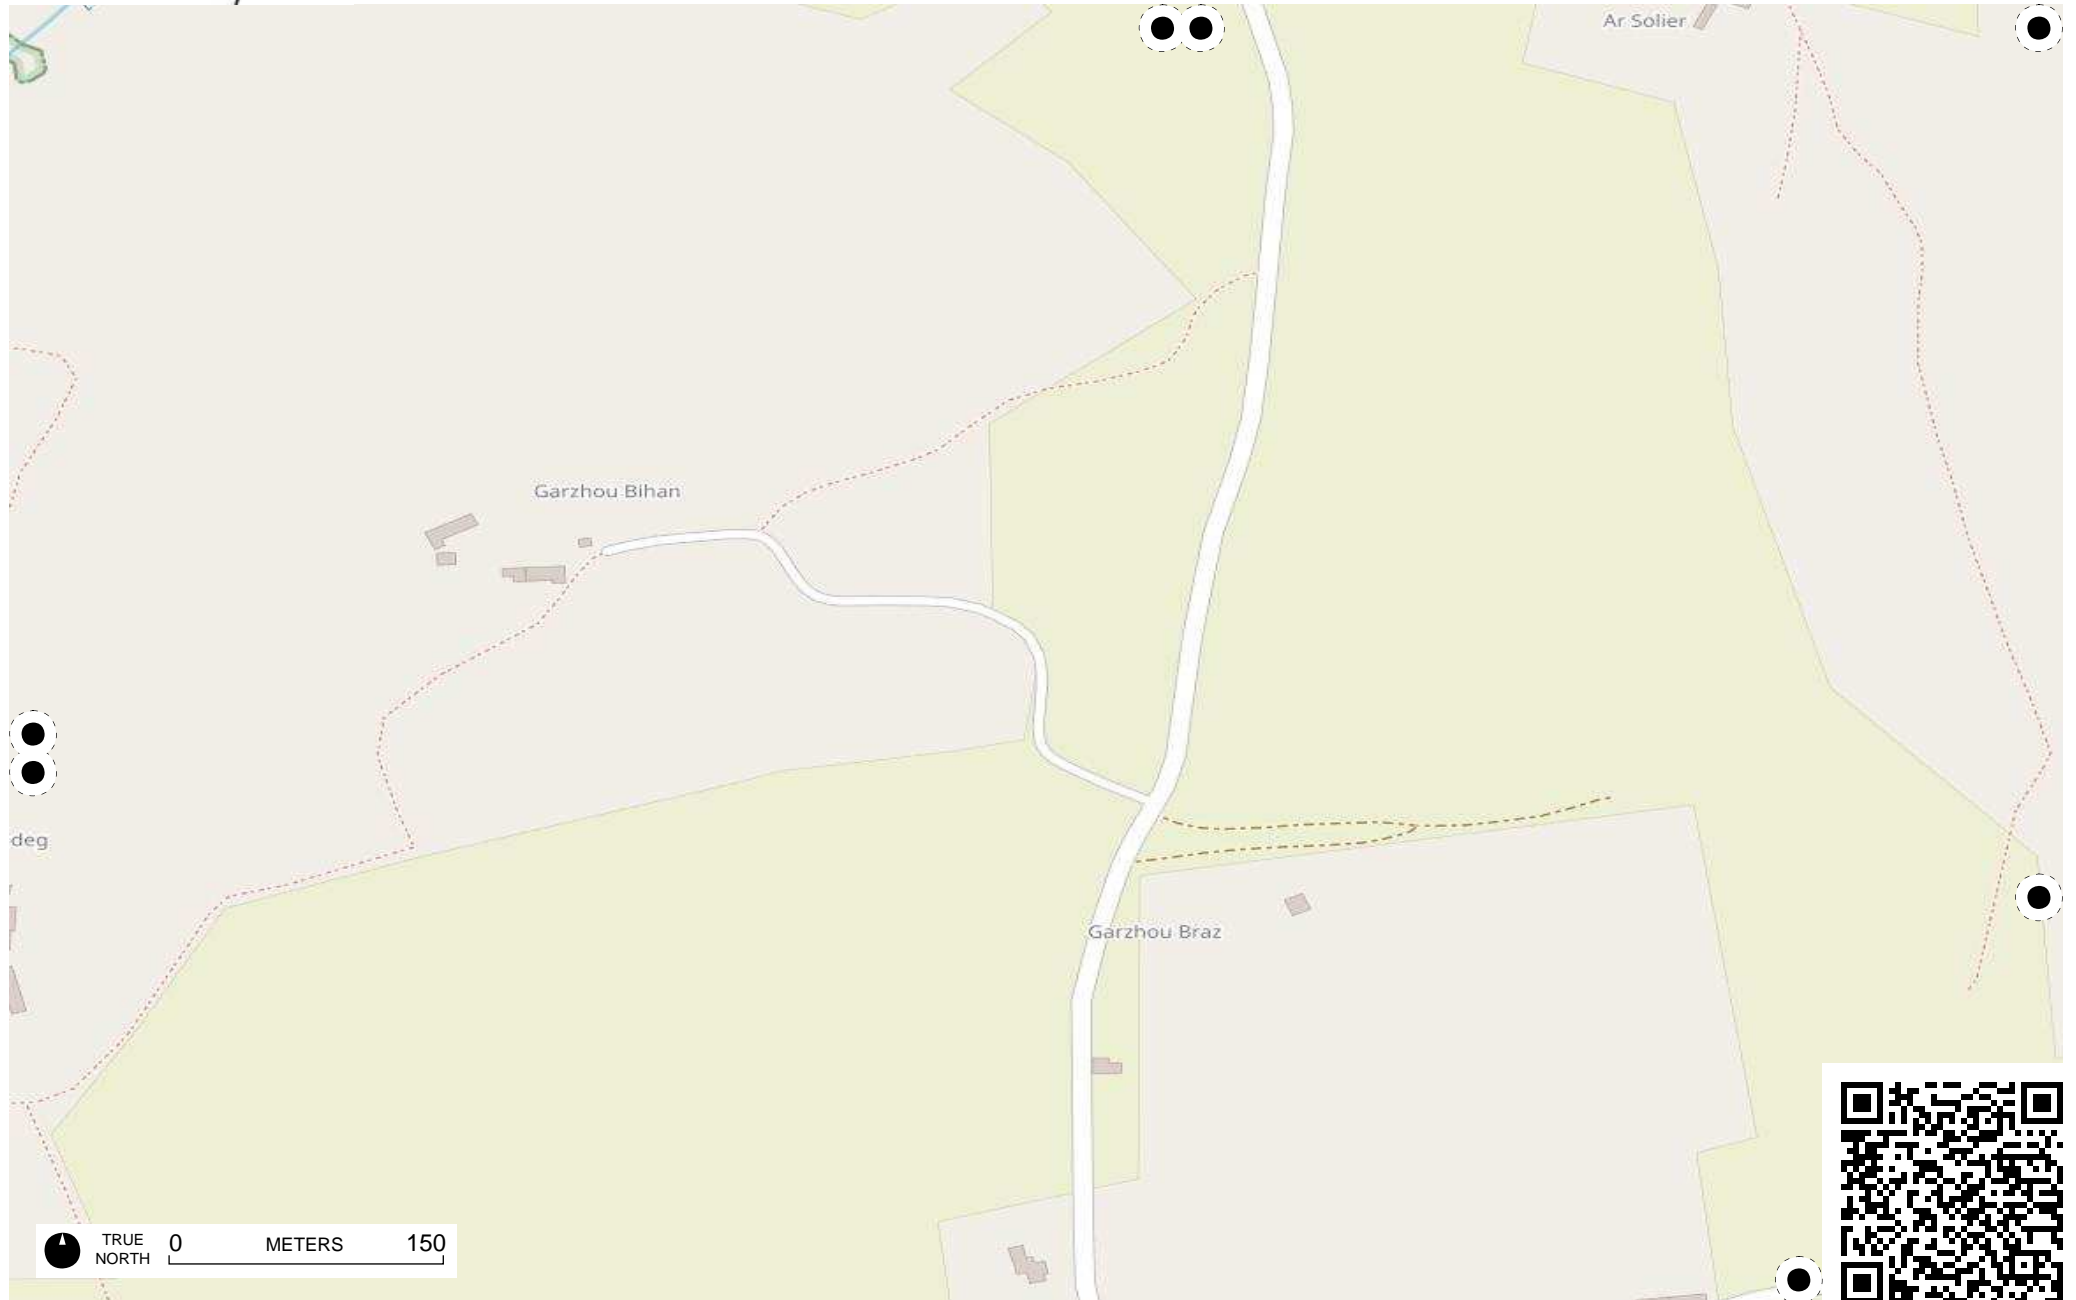 Ar Solier
Garzhou Bihan
deg
Garzhou Braz
TRUE
NORTH
0 METERS 150